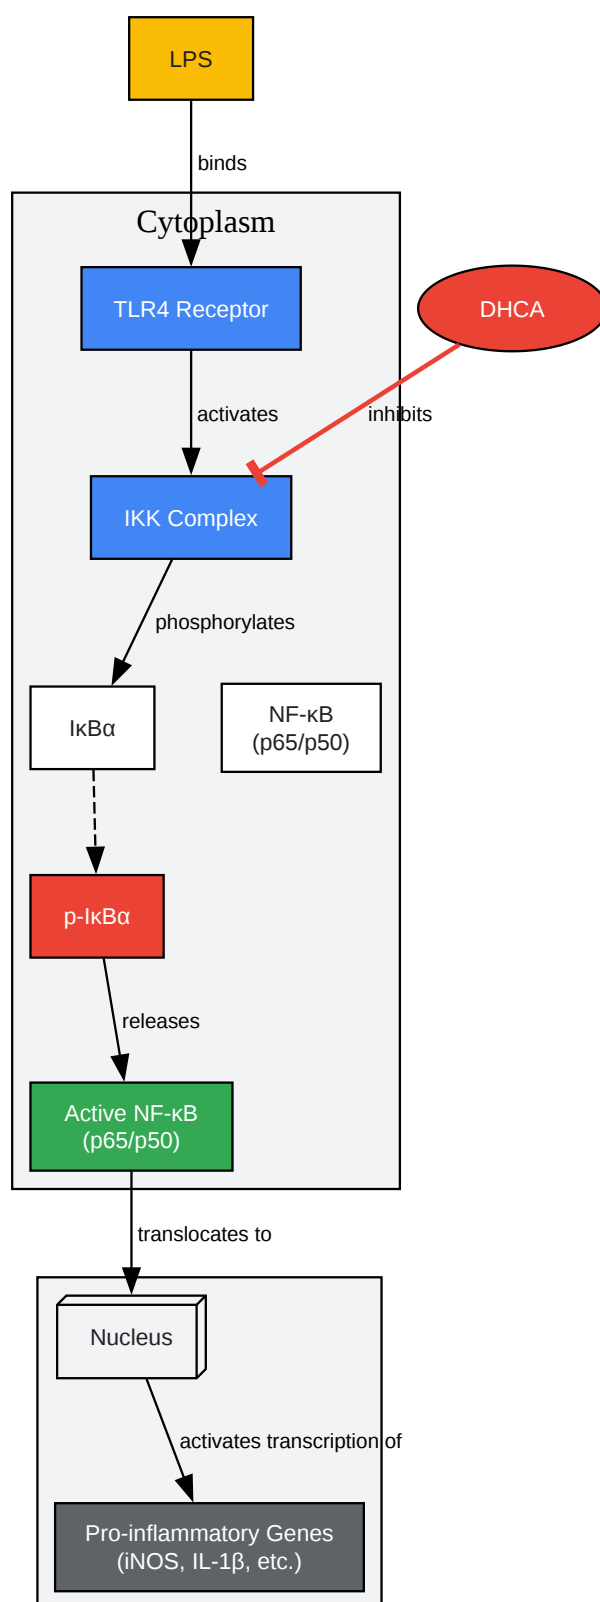 LPS
binds
Cytoplasm
TLR4 Receptor
DHCA
activates
inhibits
IKK Complex
phosphorylates
IκBα
NF-κB
(p65/p50)
p-IκBα
releases
Active NF-κB
(p65/p50)
translocates to
Nucleus
activates transcription of
Pro-inflammatory Genes
(iNOS, IL-1β, etc.)